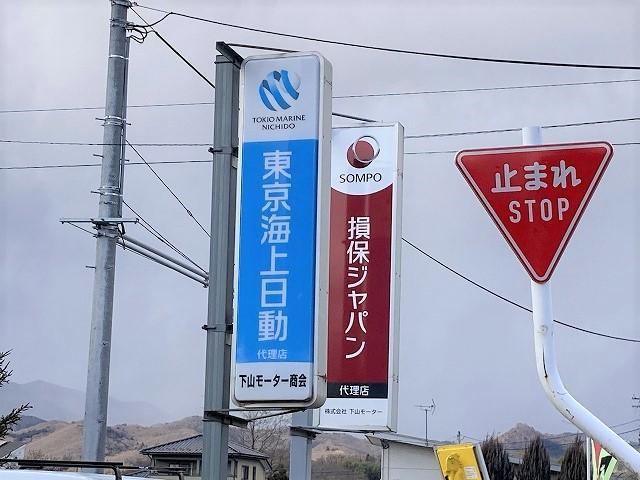 TOKIO MARINE
NICHIDO
東京海上日動
代理店
下山モーター商会
SOMPO
損保ジャパン
代理店
株式会社 下山モーター
止まれ
STOP